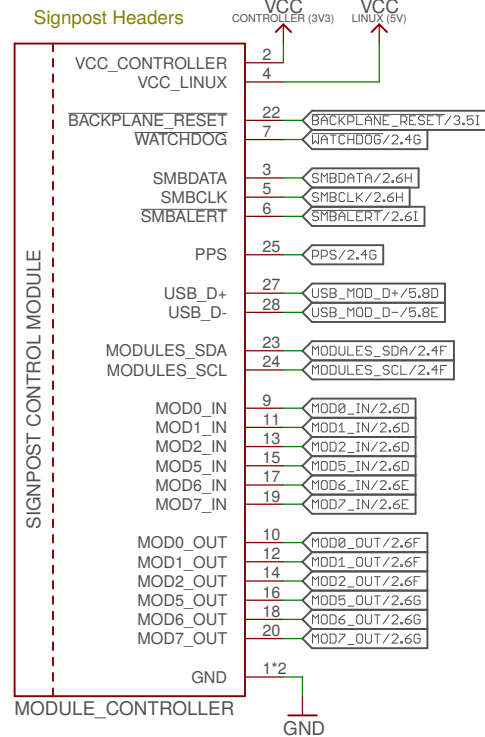 Signpost Headers
VCC
CONTROLLER (3V3)
VCC
LINUX (5V)
VCC_CONTROLLER 2
VCC_LINUX 4
BACKPLANE_RESET 22 BACKPLANE_RESET/3.5I
WATCHDOG 7 WATCHDOG/2.4G
SMBDATA 3 SMBDATA/2.6H
SMBCLK 5 SMBCLK/2.6H
SMBALERT 6 SMBALERT/2.6I
PPS 25 PPS/2.4G
USB_D+ 27 USB_MOD_D+/5.8D
USB_D- 28 USB_MOD_D-/5.8E
MODULES_SDA 23 MODULES_SDA/2.4F
MODULES_SCL 24 MODULES_SCL/2.4F
MOD0_IN 9 MOD0_IN/2.6D
MOD1_IN 11 MOD1_IN/2.6D
MOD2_IN 13 MOD2_IN/2.6D
MOD5_IN 15 MOD5_IN/2.6D
MOD6_IN 17 MOD6_IN/2.6E
MOD7_IN 19 MOD7_IN/2.6E
MOD0_OUT 10 MOD0_OUT/2.6F
MOD1_OUT 12 MOD1_OUT/2.6F
MOD2_OUT 14 MOD2_OUT/2.6F
MOD5_OUT 16 MOD5_OUT/2.6G
MOD6_OUT 18 MOD6_OUT/2.6G
MOD7_OUT 20 MOD7_OUT/2.6G
GND 1*2
SIGNPOST CONTROL MODULE
MODULE_CONTROLLER
GND